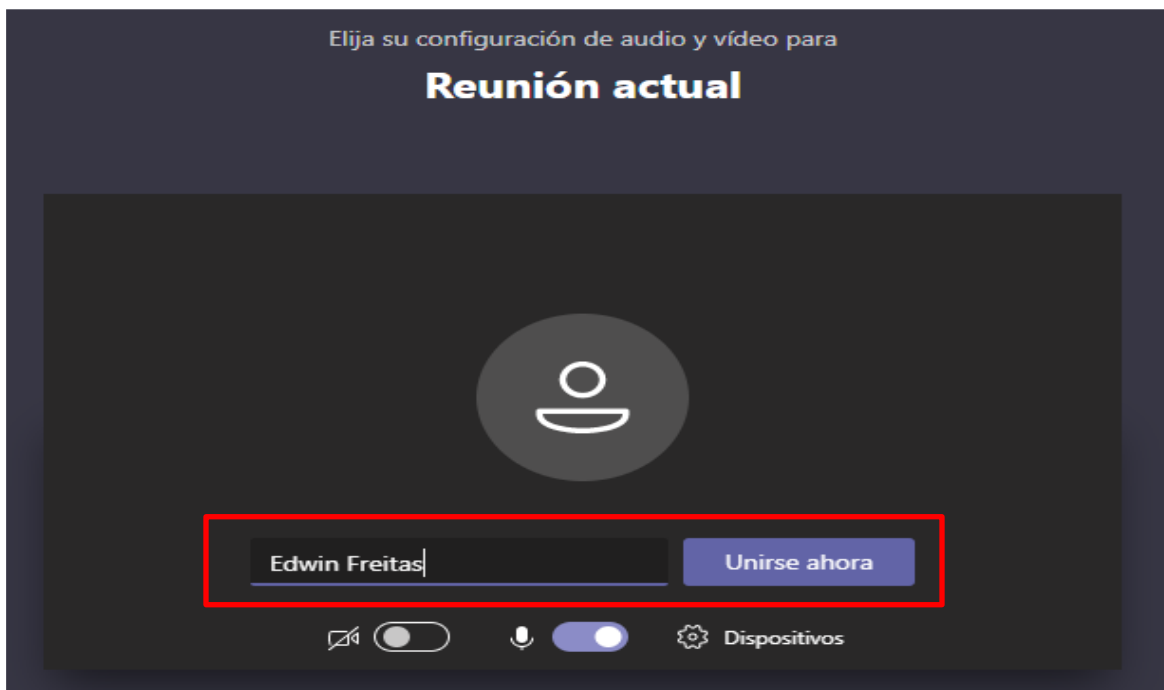 Elija su configuración de audio y vídeo para
Reunión actual
Edwin Freitas
Unirse ahora
Dispositivos